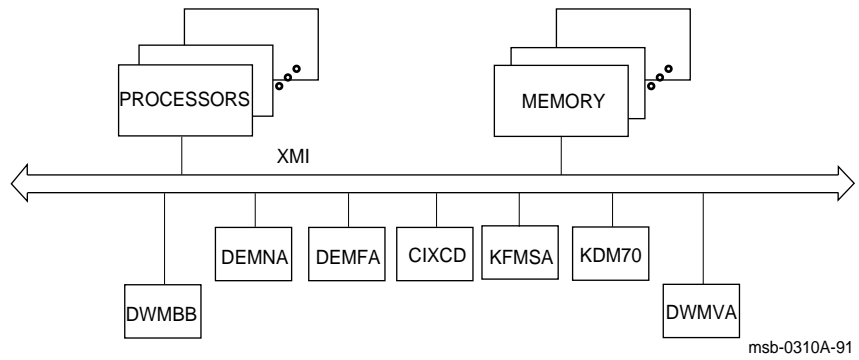 PROCESSORS
MEMORY
XMI
DEMNA
DEMFA
CIXCD
KFMSA
KDM70
DWMBB
DWMVA
msb-0310A-91